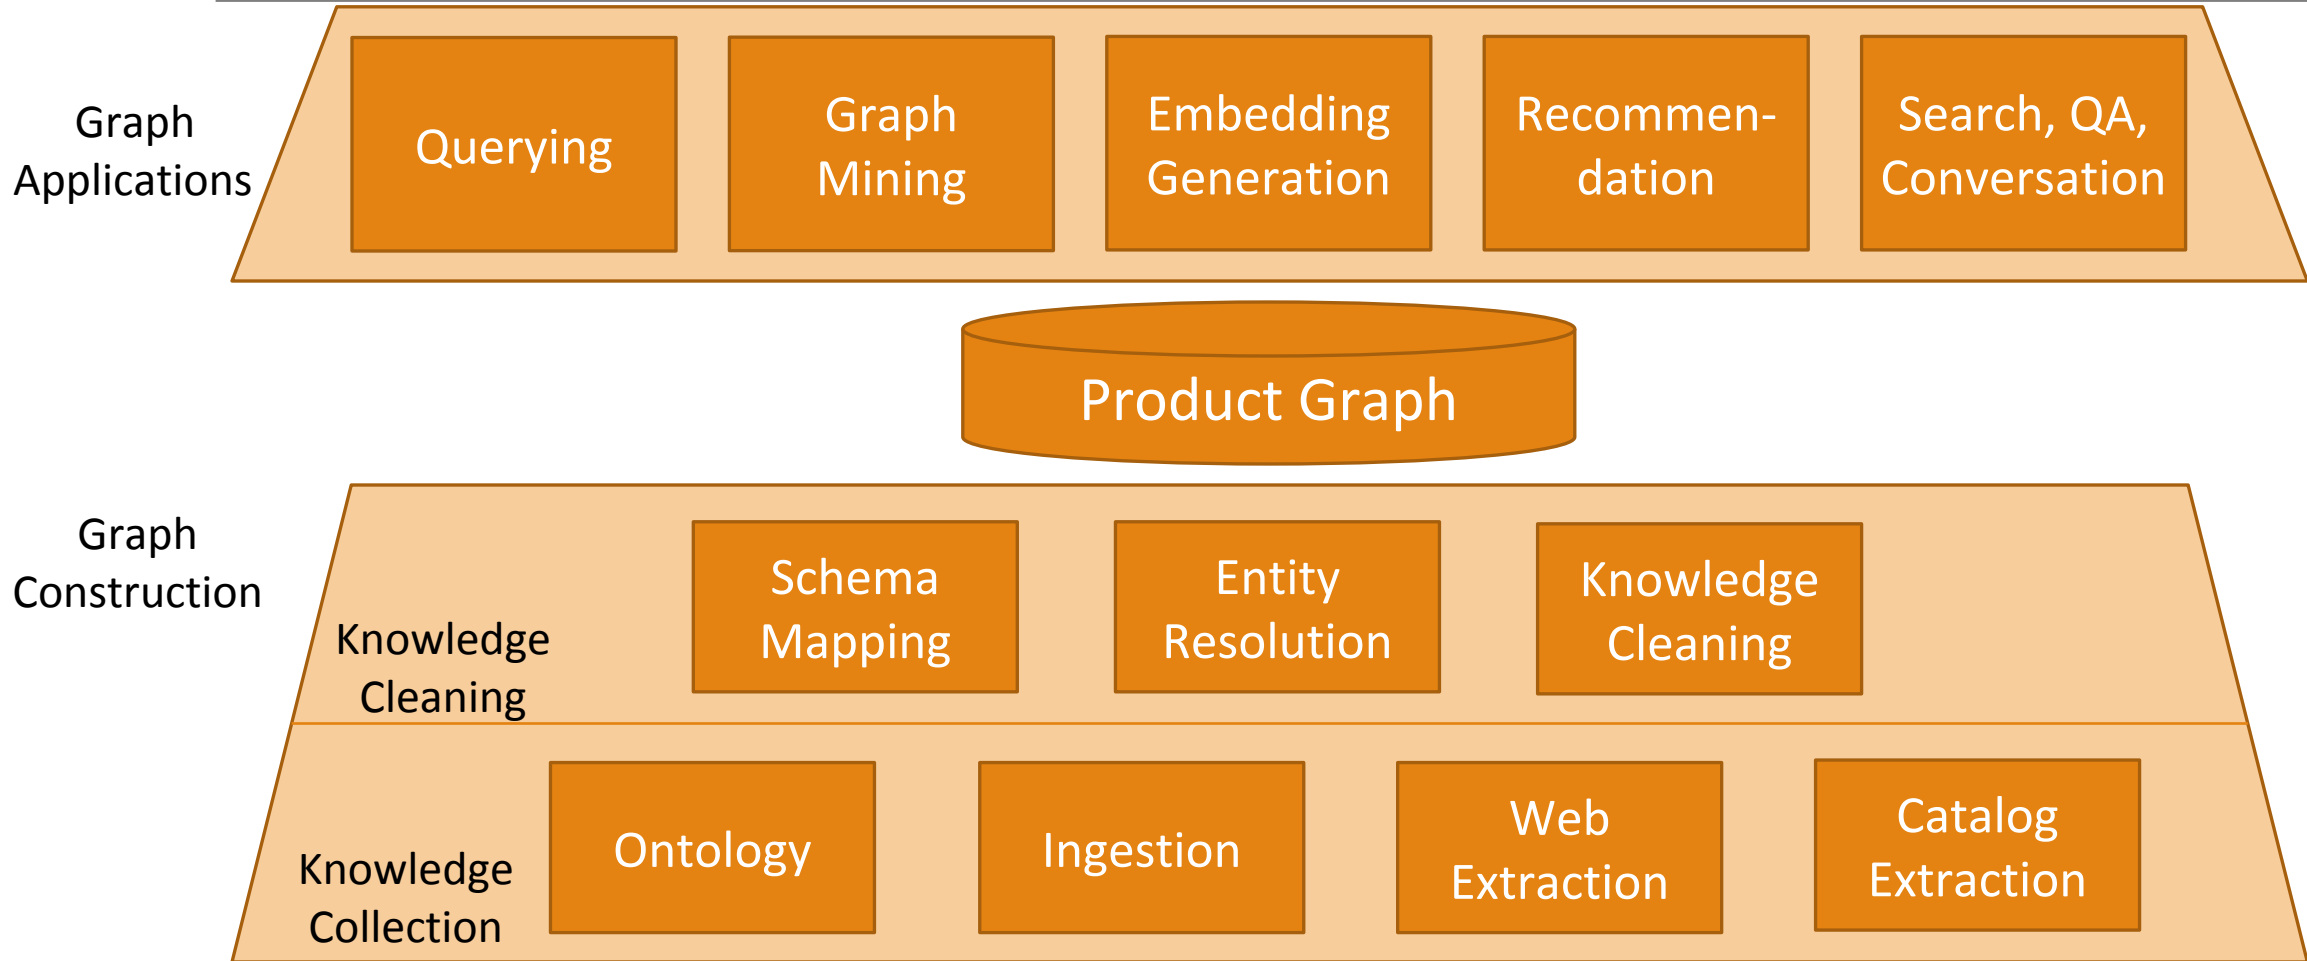 Graph
Applications
Querying
Graph
Mining
Embedding
Generation
Recommen-
dation
Search, QA,
Conversation
Product Graph
Graph
Construction
Knowledge
Cleaning
Schema
Mapping
Entity
Resolution
Knowledge
Cleaning
Knowledge
Collection
Ontology
Ingestion
Web
Extraction
Catalog
Extraction